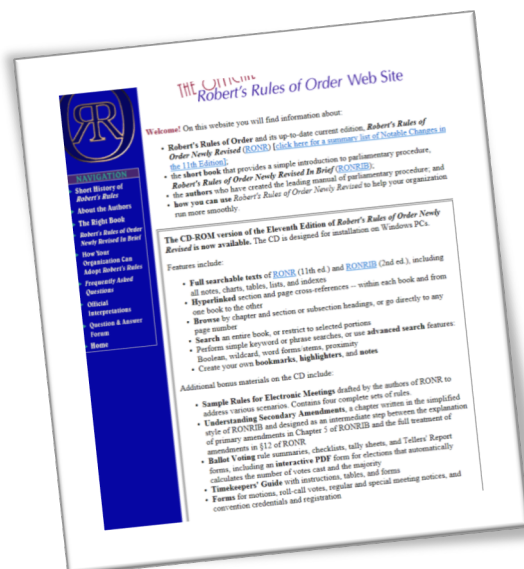 THE OFFICIAL
Robert's Rules of Order Web Site
Welcome! On this website you will find information about:
• Robert's Rules of Order and its up-to-date current edition, Robert's Rules of
Order Newly Revised (RONR) [click here for a summary list of Notable Changes in
the 11th Edition];
• the short book that provides a simple introduction to parliamentary procedure,
Robert's Rules of Order Newly Revised In Brief (RONRIB);
• the authors who have created the leading manual of parliamentary procedure; and
• how you can use Robert's Rules of Order Newly Revised to help your organization
run more smoothly.
NAVIGATION
Short History of
Robert's Rules
About the Authors
The Right Book
Robert's Rules of Order
Newly Revised In Brief
How Your
Organization Can
Adopt Robert's Rules
Frequently Asked
Questions
Official
Interpretations
Question & Answer
Forum
Home
The CD-ROM version of the Eleventh Edition of Robert's Rules of Order Newly
Revised is now available. The CD is designed for installation on Windows PCs.
Features include:
• Full searchable texts of RONR (11th ed.) and RONRIB (2nd ed.), including
all notes, charts, tables, lists, and indexes
• Hyperlinked section and page cross-references -- within each book and from
one book to the other
• Browse by chapter and section or subsection headings, or go directly to any
page number
• Search an entire book, or restrict to selected portions
• Perform simple keyword or phrase searches, or use advanced search features:
Boolean, wildcard, word forms/stems, proximity
• Create your own bookmarks, highlighters, and notes
Additional bonus materials on the CD include:
• Sample Rules for Electronic Meetings drafted by the authors of RONR to
address various scenarios. Contains four complete sets of rules.
• Understanding Secondary Amendments, a chapter written in the simplified
style of RONRIB and designed as an intermediate step between the explanation
of primary amendments in Chapter 5 of RONRIB and the full treatment of
amendments in §12 of RONR
• Ballot Voting rule summaries, checklists, tally sheets, and Tellers' Report
forms, including an interactive PDF form for elections that automatically
calculates the number of votes cast and the majority
• Timekeepers' Guide with instructions, tables, and forms
• Forms for motions, roll-call votes, regular and special meeting notices, and
convention credentials and registration